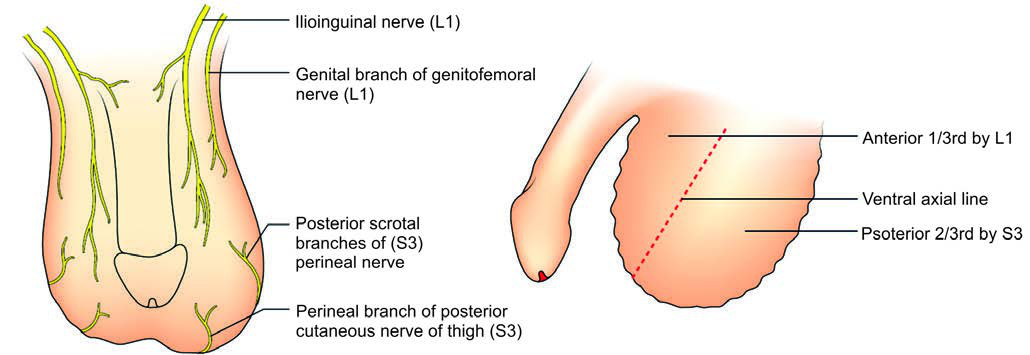 Ilioinguinal nerve (L1)
Genital branch of genitofemoral
nerve (L1)
Posterior scrotal
branches of (S3)
perineal nerve
Perineal branch of posterior
cutaneous nerve of thigh (S3)
Anterior 1/3rd by L1
Ventral axial line
Psoterior 2/3rd by S3